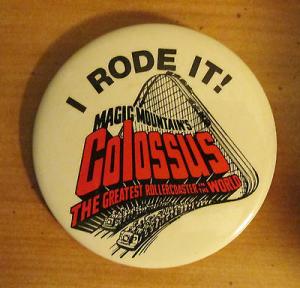 I RODE IT!
MAGIC MOUNTAIN'S
Colossus
THE GREATEST ROLLERCOASTER IN THE WORLD